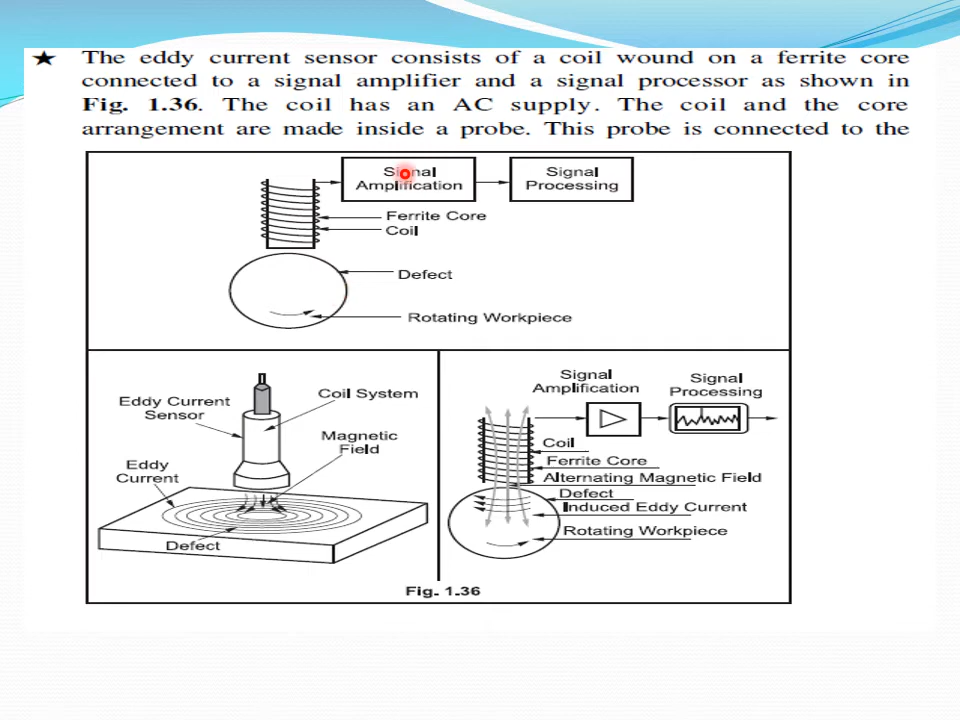 ★ The eddy current sensor consists of a coil wound on a ferrite core
connected to a signal amplifier and a signal processor as shown in
Fig. 1.36. The coil has an AC supply. The coil and the core
arrangement are made inside a probe. This probe is connected to the
Signal
Amplification
Signal
Processing
Ferrite Core
Coil
Defect
Rotating Workpiece
Eddy Current
Sensor
Coil System
Magnetic
Field
Eddy
Current
Defect
Signal
Amplification
Signal
Processing
Coil
Ferrite Core
Alternating Magnetic Field
Defect
Induced Eddy Current
Rotating Workpiece
Fig. 1.36